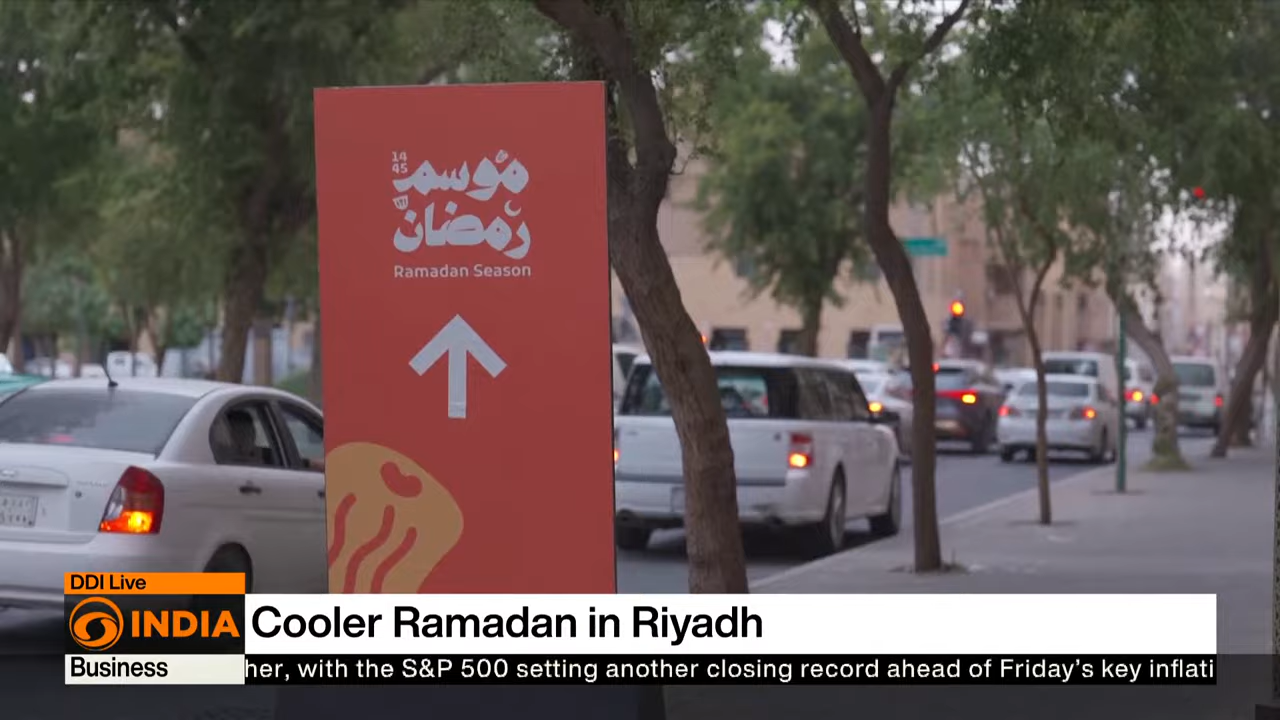 14
45
موسم
رمضان
Ramadan Season
DDI Live
INDIA
Cooler Ramadan in Riyadh
Business
her, with the S&P 500 setting another closing record ahead of Friday's key inflati